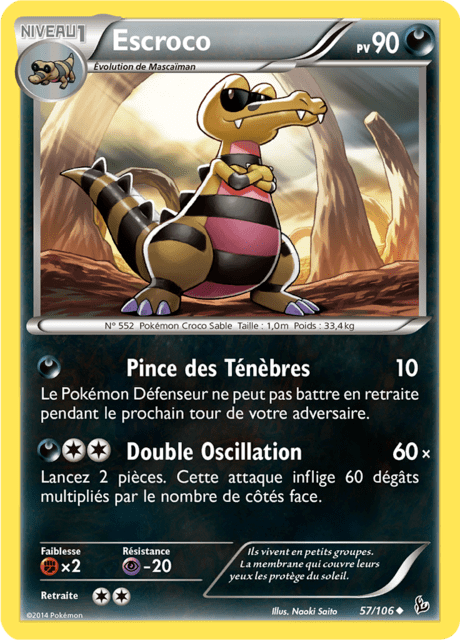 NIVEAU 1
Escroco
PV 90
Évolution de Mascaïman
N° 552 Pokémon Croco Sable Taille : 1,0m Poids : 33,4kg
Pince des Ténèbres 10
Le Pokémon Défenseur ne peut pas battre en retraite
pendant le prochain tour de votre adversaire.
Double Oscillation 60×
Lancez 2 pièces. Cette attaque inflige 60 dégâts
multipliés par le nombre de côtés face.
Faiblesse
×2
Résistance
-20
Ils vivent en petits groupes.
La membrane qui couvre leurs
yeux les protège du soleil.
Retraite
©2014 Pokémon
Illus. Naoki Saito
57/106